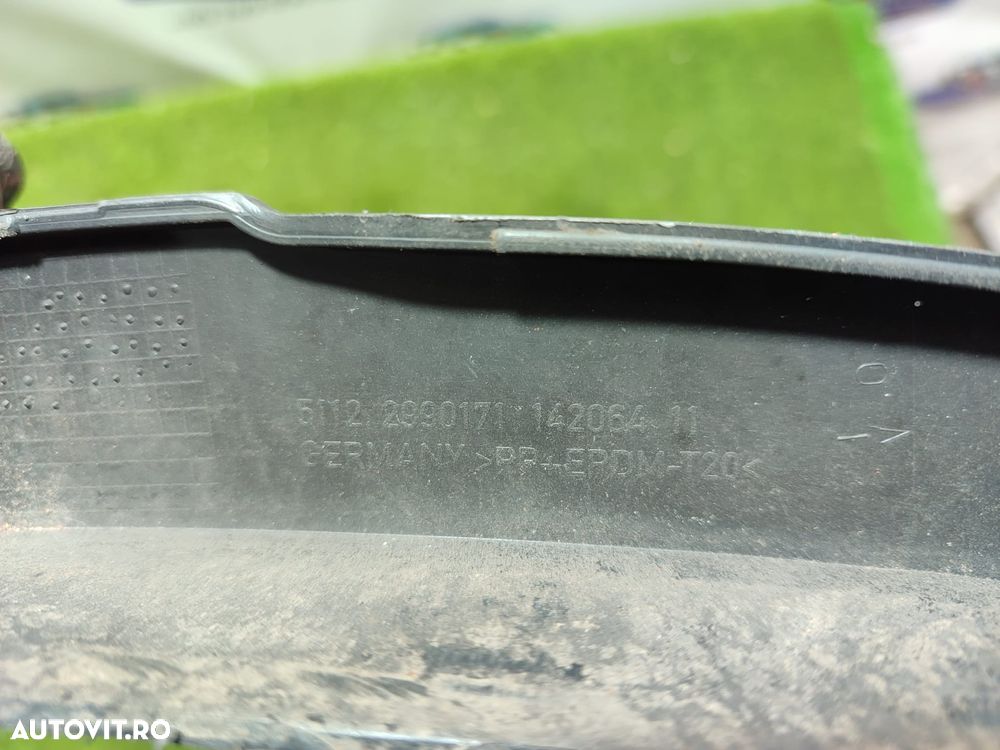 5112 2990171 142064 11
GERMANY >PP+EPDM-T20<
O
AUTOVIT.RO